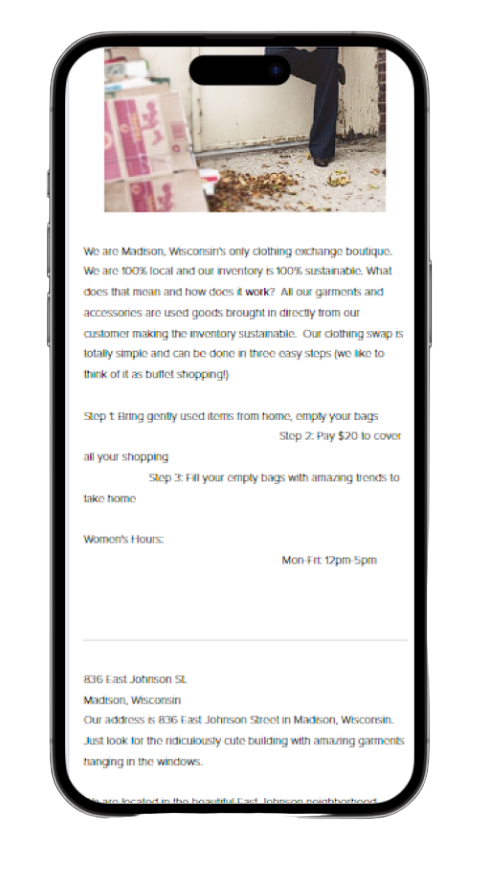 We are Madison, Wisconsin's only clothing exchange boutique.
We are 100% local and our inventory is 100% sustainable. What
does that mean and how does it work?  All our garments and
accessories are used goods brought in directly from our
customer making the inventory sustainable.  Our clothing swap is
totally simple and can be done in three easy steps (we like to
think of it as buffet shopping!)
Step 1: Bring gently used items from home, empty your bags
Step 2: Pay $20 to cover
all your shopping
Step 3: Fill your empty bags with amazing trends to
take home
Women's Hours:
Mon-Fri: 12pm-5pm
836 East Johnson St.
Madison, Wisconsin
Our address is 836 East Johnson Street in Madison, Wisconsin.
Just look for the ridiculously cute building with amazing garments
hanging in the windows.
We are located in the beautiful East Johnson neighborhood